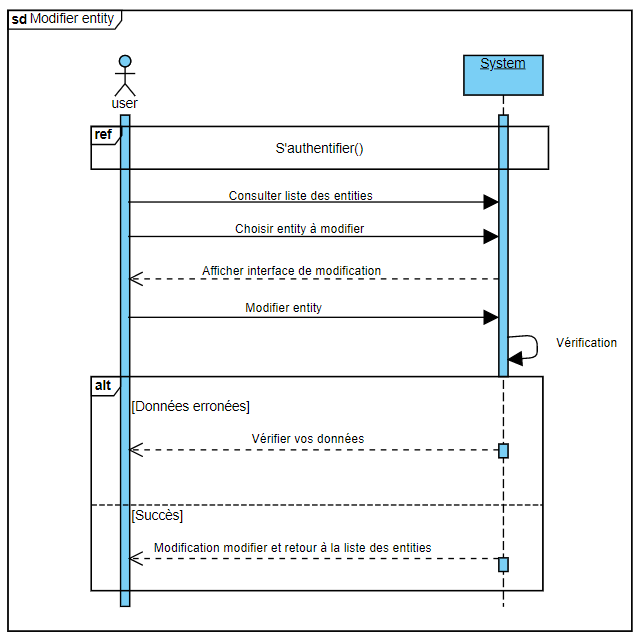 sd Modifier entity
user
System
ref
S'authentifier()
Consulter liste des entities
Choisir entity à modifier
Afficher interface de modification
Modifier entity
Vérification
alt
[Données erronées]
Vérifier vos données
[Succès]
Modification modifier et retour à la liste des entities